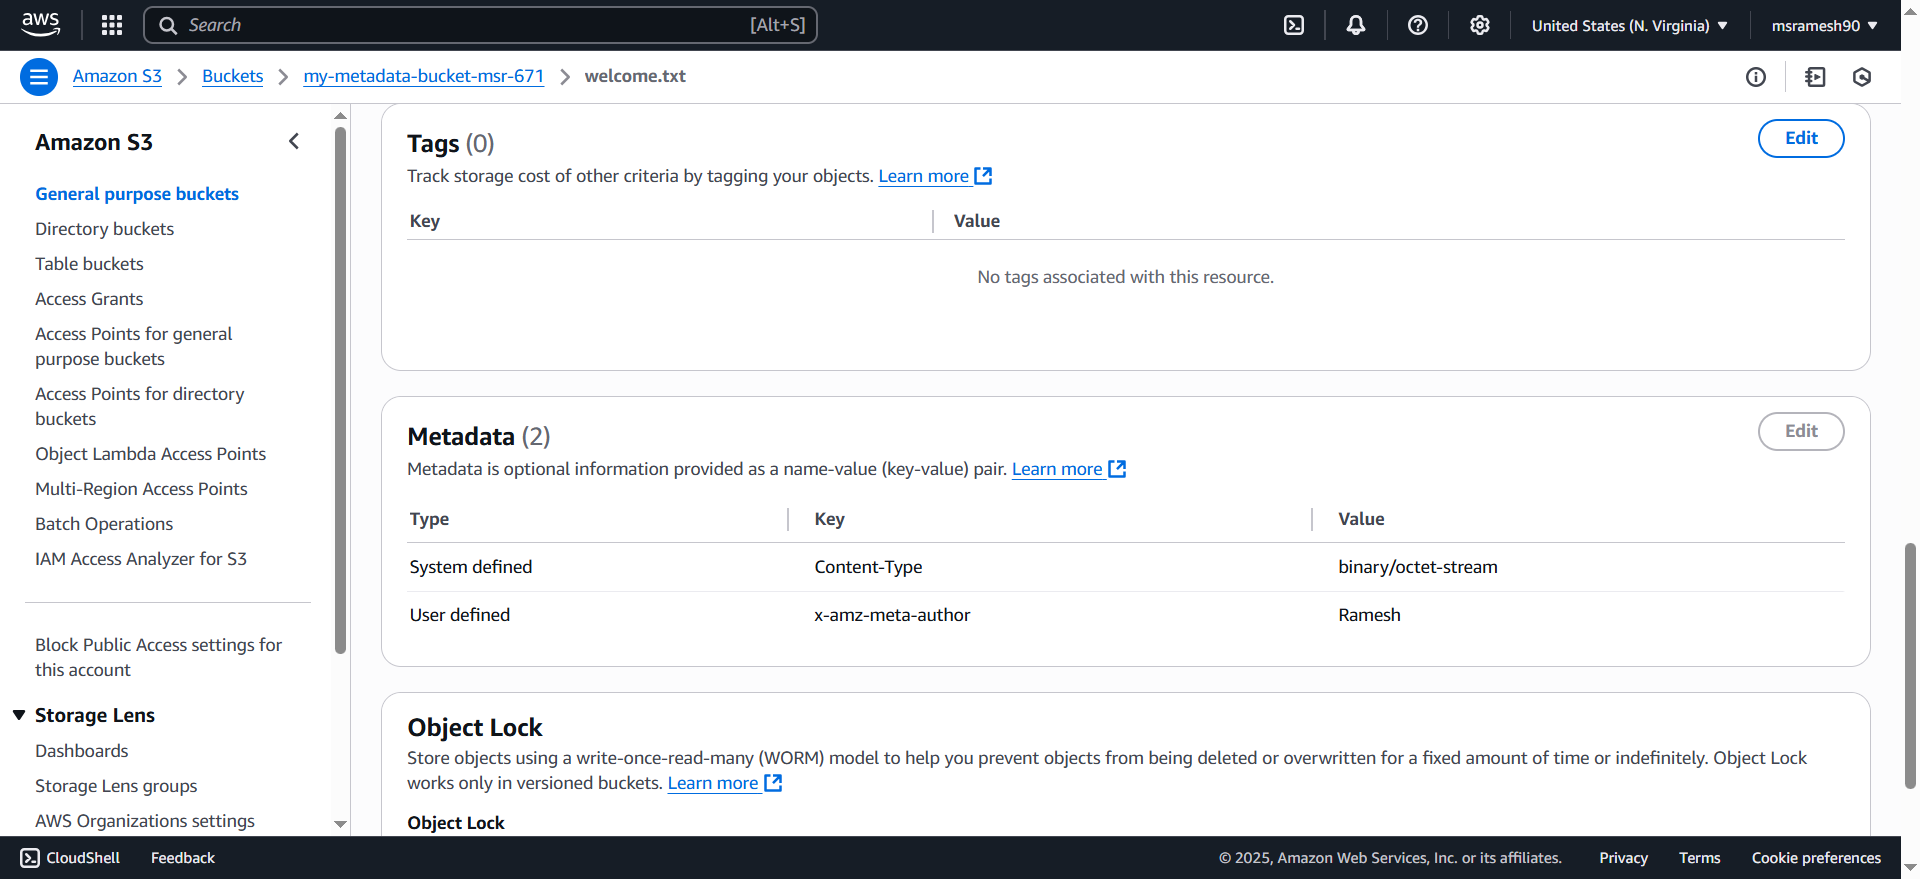 aws
Search [Alt+S]
United States (N. Virginia)
msramesh90
Amazon S3
Buckets
my-metadata-bucket-msr-671
welcome.txt
Amazon S3
General purpose buckets
Directory buckets
Table buckets
Access Grants
Access Points for general
purpose buckets
Access Points for directory
buckets
Object Lambda Access Points
Multi-Region Access Points
Batch Operations
IAM Access Analyzer for S3
Block Public Access settings for
this account
Storage Lens
Dashboards
Storage Lens groups
AWS Organizations settings
Tags (0)
Edit
Track storage cost of other criteria by tagging your objects. Learn more
Key Value
No tags associated with this resource.
Metadata (2)
Edit
Metadata is optional information provided as a name-value (key-value) pair. Learn more
Type Key Value
System defined Content-Type binary/octet-stream
User defined x-amz-meta-author Ramesh
Object Lock
Store objects using a write-once-read-many (WORM) model to help you prevent objects from being deleted or overwritten for a fixed amount of time or indefinitely. Object Lock
works only in versioned buckets. Learn more
Object Lock
CloudShell
Feedback
© 2025, Amazon Web Services, Inc. or its affiliates.
Privacy
Terms
Cookie preferences